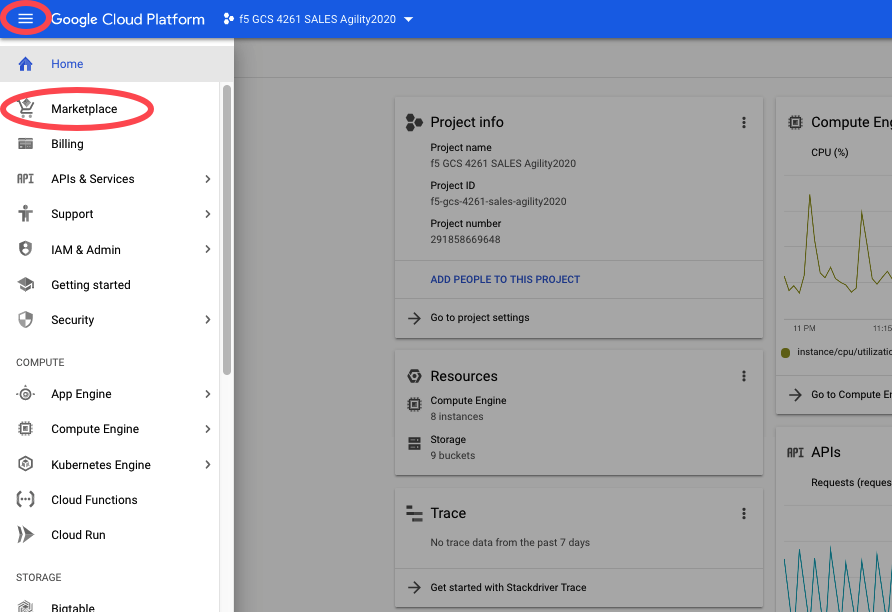 Google Cloud Platform
f5 GCS 4261 SALES Agility2020
Home
Marketplace
Billing
API APIs & Services
Support
IAM & Admin
Getting started
Security
COMPUTE
App Engine
Compute Engine
Kubernetes Engine
Cloud Functions
Cloud Run
STORAGE
Bigtable
Project info
Project name
f5 GCS 4261 SALES Agility2020
Project ID
f5-gcs-4261-sales-agility2020
Project number
291858669648
ADD PEOPLE TO THIS PROJECT
Go to project settings
Resources
Compute Engine
8 instances
Storage
9 buckets
Trace
No trace data from the past 7 days
Get started with Stackdriver Trace
Compute Eng
CPU (%)
11 PM 11:15
instance/cpu/utilizatio
Go to Compute En
API APIs
Requests (reques